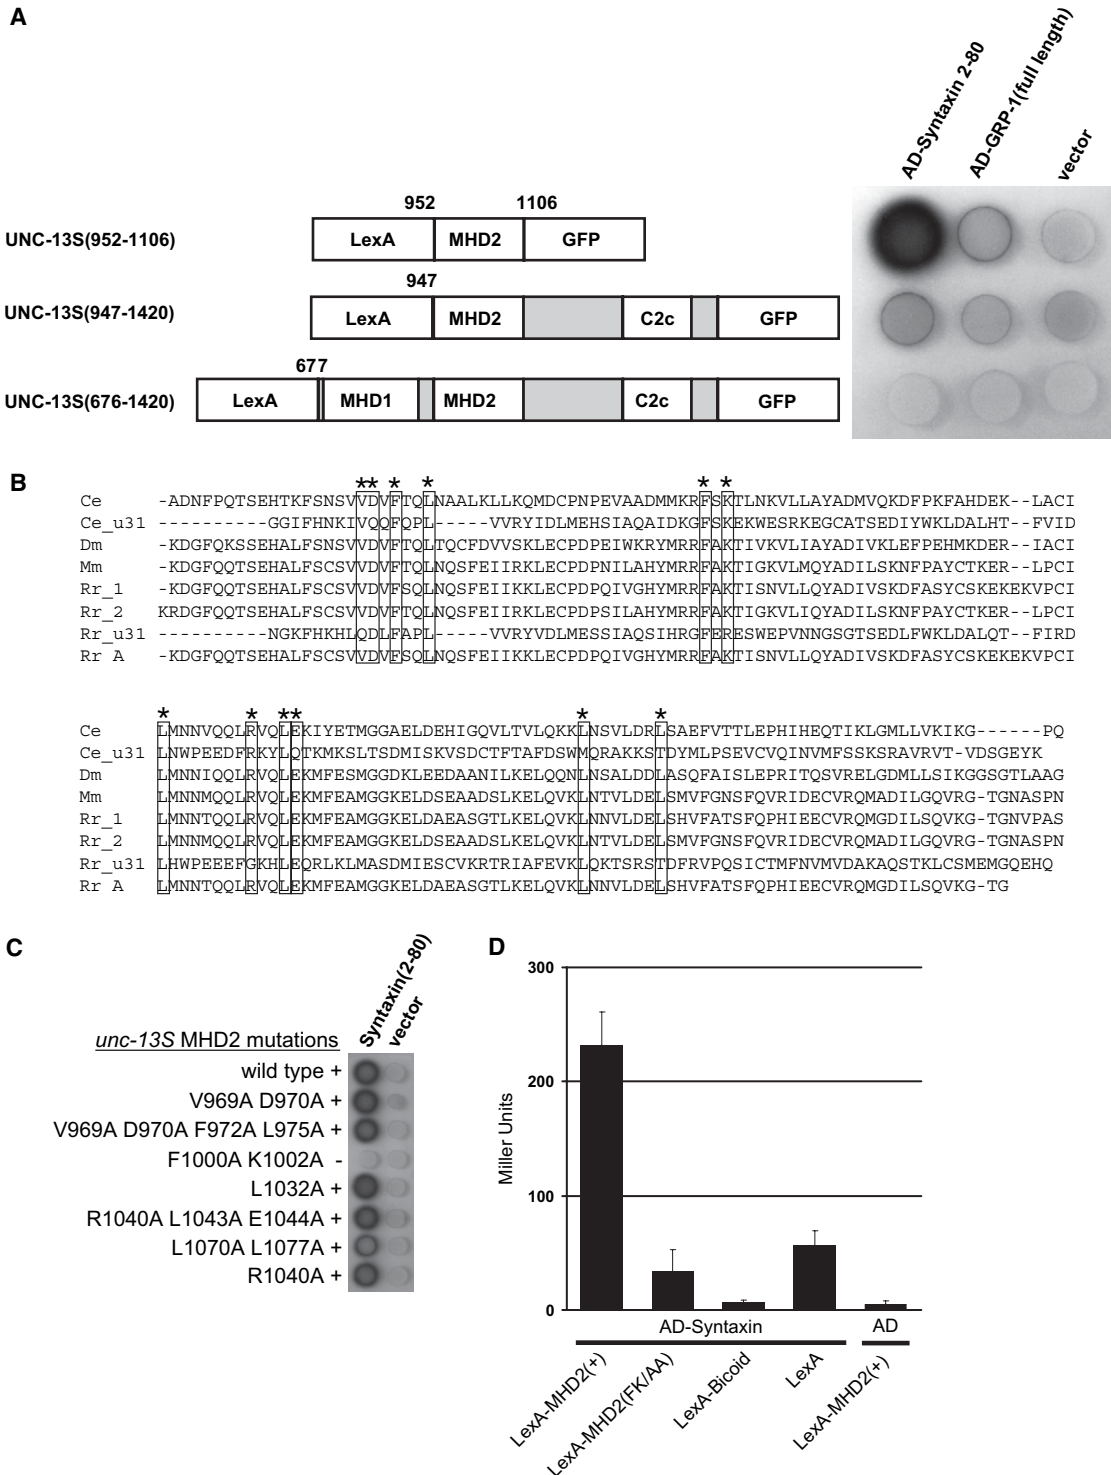 A
AD-Syntaxin 2-80
AD-GRP-1(full length)
vector
952 1106
UNC-13S(952-1106) LexA MHD2 GFP
947
UNC-13S(947-1420) LexA MHD2 C2c GFP
677
UNC-13S(676-1420) LexA MHD1 MHD2 C2c GFP
B
** * * * *
Ce -ADNFPQTSEHTKFSNSVVDVFTQLNAALKLLKQMDCPNPEVAADMMKRFSKTLNKVLLAYADMVQKDFPKFAHDEK--LACI
Ce_u31 ----------GGIFHNKIVQQFQPL-----VVRYIDLMEHSIAQAIDKGFSKEKWESRKEGCATSEDIYWKLDALHT--FVID
Dm -KDGFQKSSEHALFSNSVVDVFTQLTQCFDVVSKLECPDPEIWKRYMRRFAKTIVKVLIAYADIVKLEFPEHMKDER--IACI
Mm -KDGFQQTSEHALFSCSVVDVFTQLNQSFEIIKKLECPDPNILAHYMRRFAKTIGKVLMQYADILSKNFPAYCTKER--LPCI
Rr_1 -KDGFQQTSEHALFSCSVVDVFSQLNQSFEIIKKLECPDPQIVGHYMRRFAKTISNVLLQYADIVSKDFASYCSKEKEKVPCI
Rr_2 KRDGFQQTSEHALFSCSVVDVFTQLNQSFEIIRKLECPDPSILAHYMRRFAKTIGKVLIQYADILSKNFPAYCTKER--LPCI
Rr_u31 ----------NGKFHKHLQDLFAPL-----VVRYVDLMESSIAQSIHRGFERESWEPVNNGSGTSEDLFWKLDALQT--FIRD
Rr A -KDGFQQTSEHALFSCSVVDVFSQLNQSFEIIKKLECPDPQIVGHYMRRFAKTISNVLLQYADIVSKDFASYCSKEKEKVPCI
* * ** * *
Ce LMNNVQQLRVQLEKIYETMGGAELDEHIGQVLTVLQKKLNSVLDRLSAEFVTTLEPHIHEQTIKLGMLLVKIKG------PQ
Ce_u31 LNWPEEDFRKYLQTKMKSLTSDMISKVSDCTFTAFDSWMQRAKKSTDYMLPSEVCVQINVMFSSKSRAVRVT-VDSGEYK
Dm LMNNIQQLRVQLEKMFESMGGDKLEEDAANILKELQQNLNSALDDLASQFAISLEPRITQSVRELGDMLLSIKGGSGTLAAG
Mm LMNNMQQLRVQLEKMFEAMGGKELDSEAADSLKELQVKLNTVLDELSMVFGNSFQVRIDECVRQMADILGQVRG-TGNASPN
Rr_1 LMNNTQQLRVQLEKMFEAMGGKELDAEASGTLKELQVKLNNVLDELSHVFATSFQPHIEECVRQMGDILSQVKG-TGNVPAS
Rr_2 LMNNMQQLRVQLEKMFEAMGGKELDSEAADSLKELQVKLNTVLDELSMVFGNSFQVRIDECVRQMADILGQVRG-TGNASPN
Rr_u31 LHWPEEEFGKHLEQRLKLMASDMIESCVKRTRIAFEVKLQKTSRSTDFRVPQSICTMFNVMVDAKAQSTKLCSMEMGQEHQ
Rr A LMNNTQQLRVQLEKMFEAMGGKELDAEASGTLKELQVKLNNVLDELSHVFATSFQPHIEECVRQMGDILSQVKG-TG
C
Syntaxin(2-80)
vector
unc-13S MHD2 mutations
wild type +
V969A D970A +
V969A D970A F972A L975A +
F1000A K1002A -
L1032A +
R1040A L1043A E1044A +
L1070A L1077A +
R1040A +
D
300
200
100
0
Miller Units
AD-Syntaxin AD
LexA-MHD2(+)
LexA-MHD2(FK/AA)
LexA-Bicoid
LexA
LexA-MHD2(+)